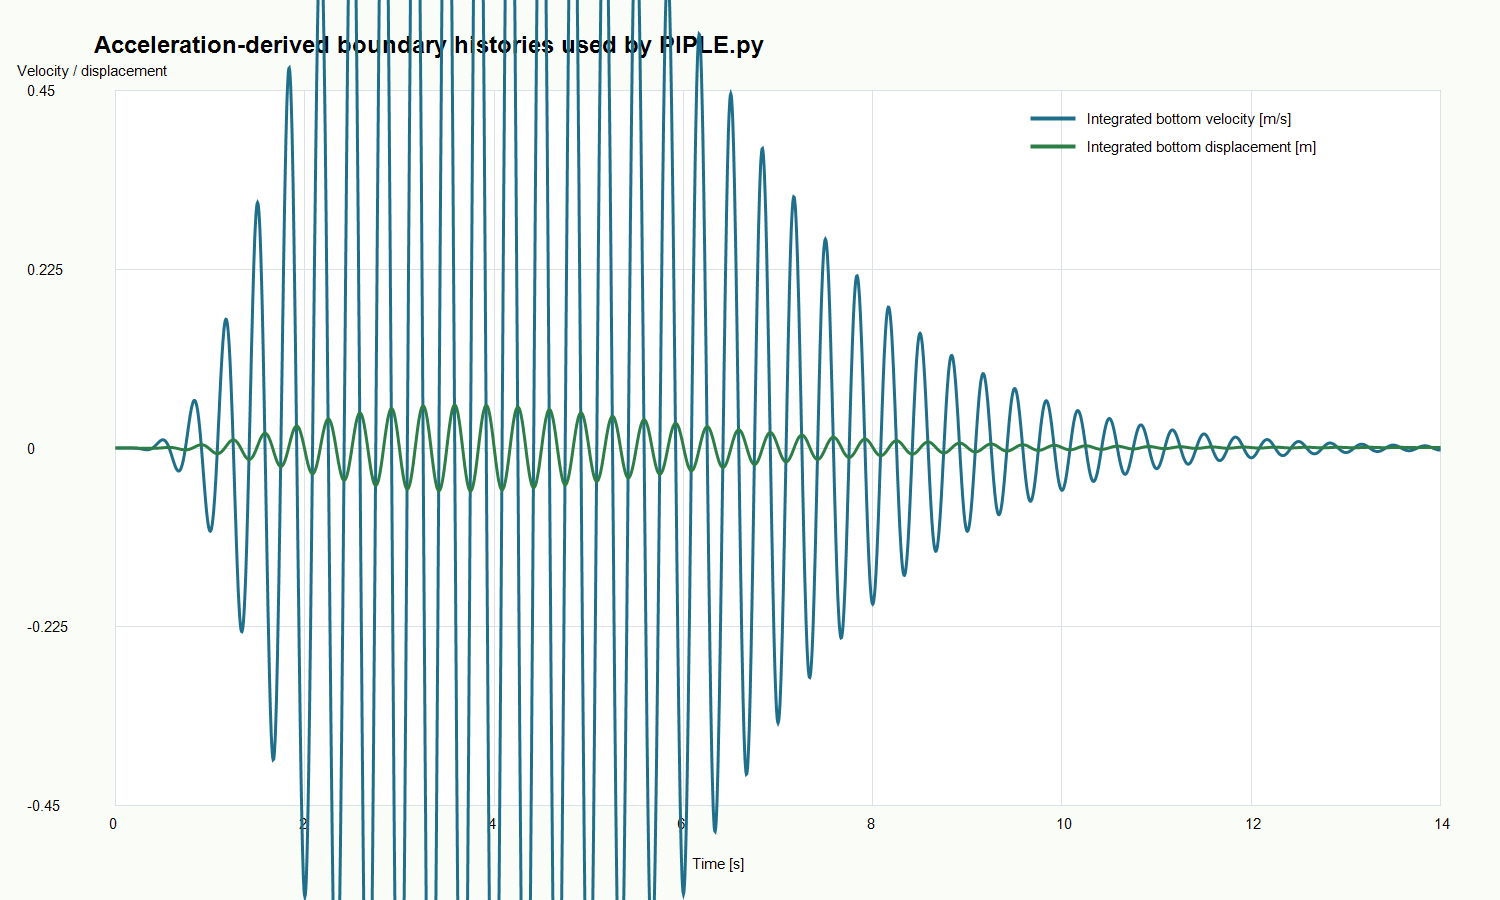 Acceleration-derived boundary histories used by PIPLE.py
Velocity / displacement
0.45
Integrated bottom velocity [m/s]
Integrated bottom displacement [m]
0.225
0
-0.225
-0.45
0 2 4 6 8 10 12 14
Time [s]